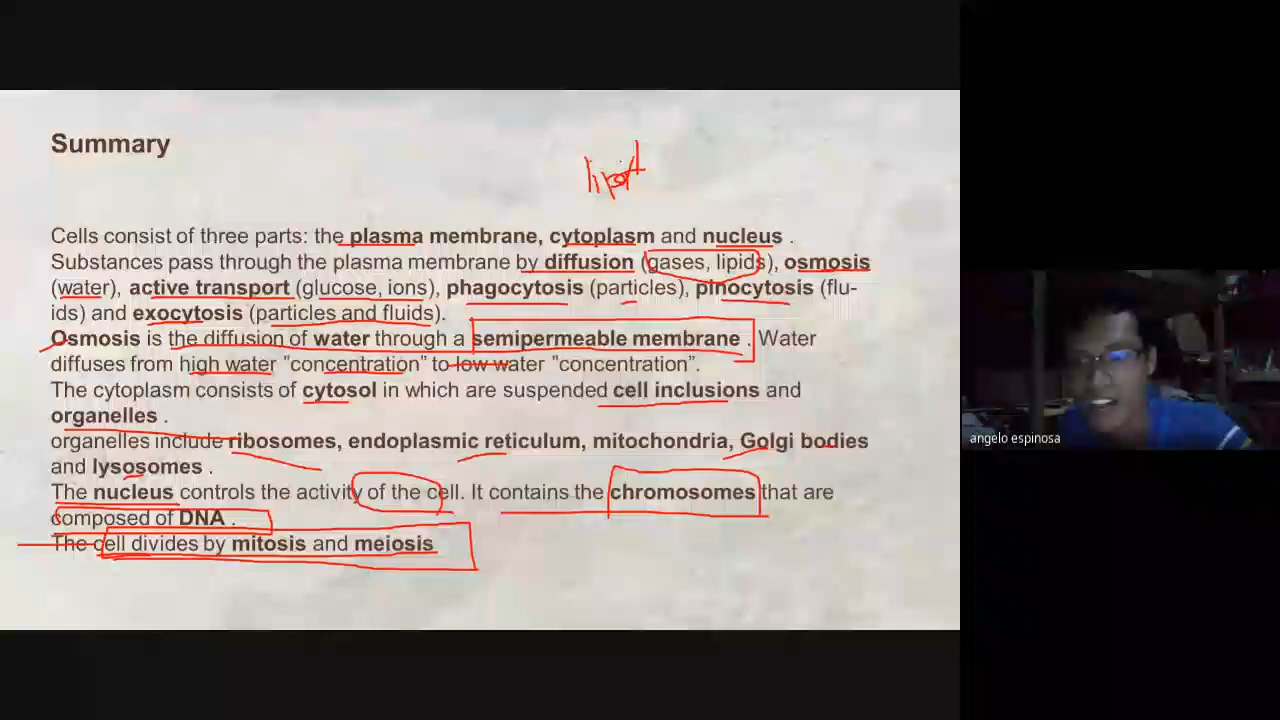 Summary
lipid
Cells consist of three parts: the plasma membrane, cytoplasm and nucleus .
Substances pass through the plasma membrane by diffusion (gases, lipids), osmosis
(water), active transport (glucose, ions), phagocytosis (particles), pinocytosis (flu-
ids) and exocytosis (particles and fluids).
Osmosis is the diffusion of water through a semipermeable membrane . Water
diffuses from high water "concentration" to low water "concentration".
The cytoplasm consists of cytosol in which are suspended cell inclusions and
organelles .
organelles include ribosomes, endoplasmic reticulum, mitochondria, Golgi bodies
and lysosomes .
The nucleus controls the activity of the cell. It contains the chromosomes that are
composed of DNA .
The cell divides by mitosis and meiosis
angelo espinosa